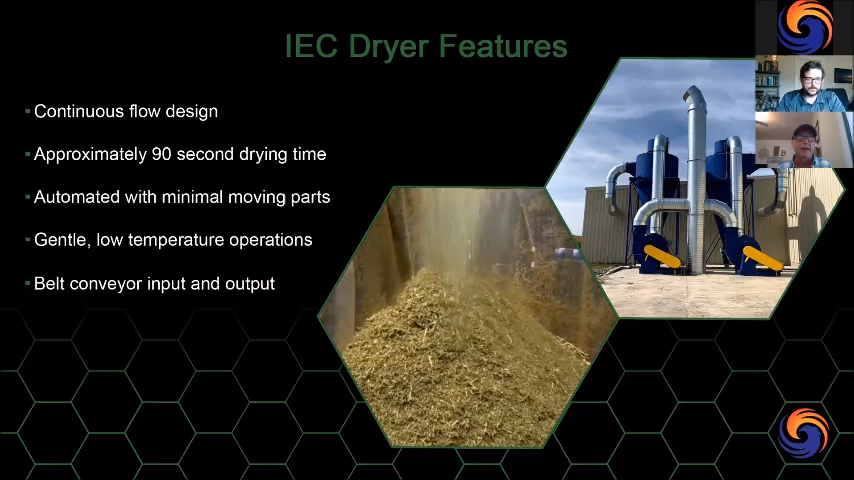 IEC Dryer Features
Continuous flow design
Approximately 90 second drying time
Automated with minimal moving parts
Gentle, low temperature operations
Belt conveyor input and output